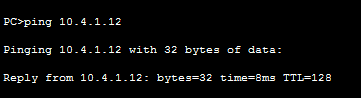 PC>ping 10.4.1.12
Pinging 10.4.1.12 with 32 bytes of data:
Reply from 10.4.1.12: bytes=32 time=8ms TTL=128